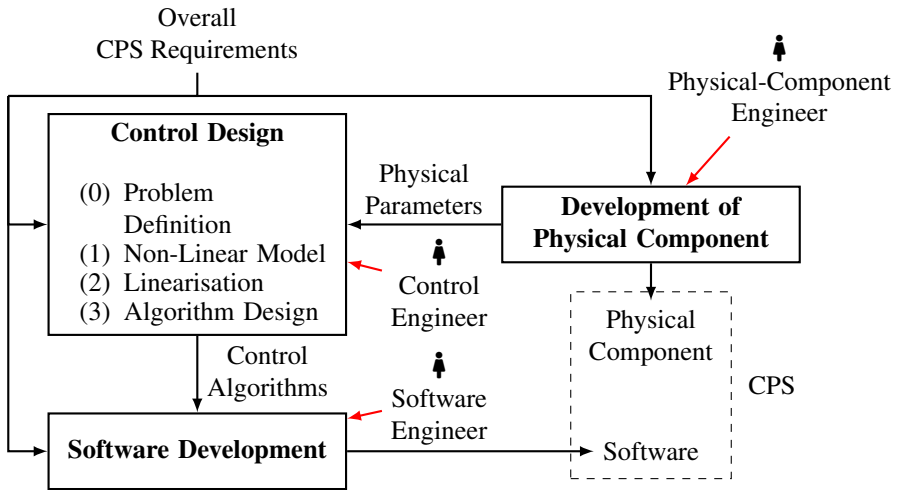 Overall
CPS Requirements
Physical-Component
Engineer
Control Design
(0) Problem
Definition
(1) Non-Linear Model
(2) Linearisation
(3) Algorithm Design
Physical
Parameters
Development of
Physical Component
Control
Engineer
Physical
Component
CPS
Control
Algorithms
Software
Engineer
Software Development
Software